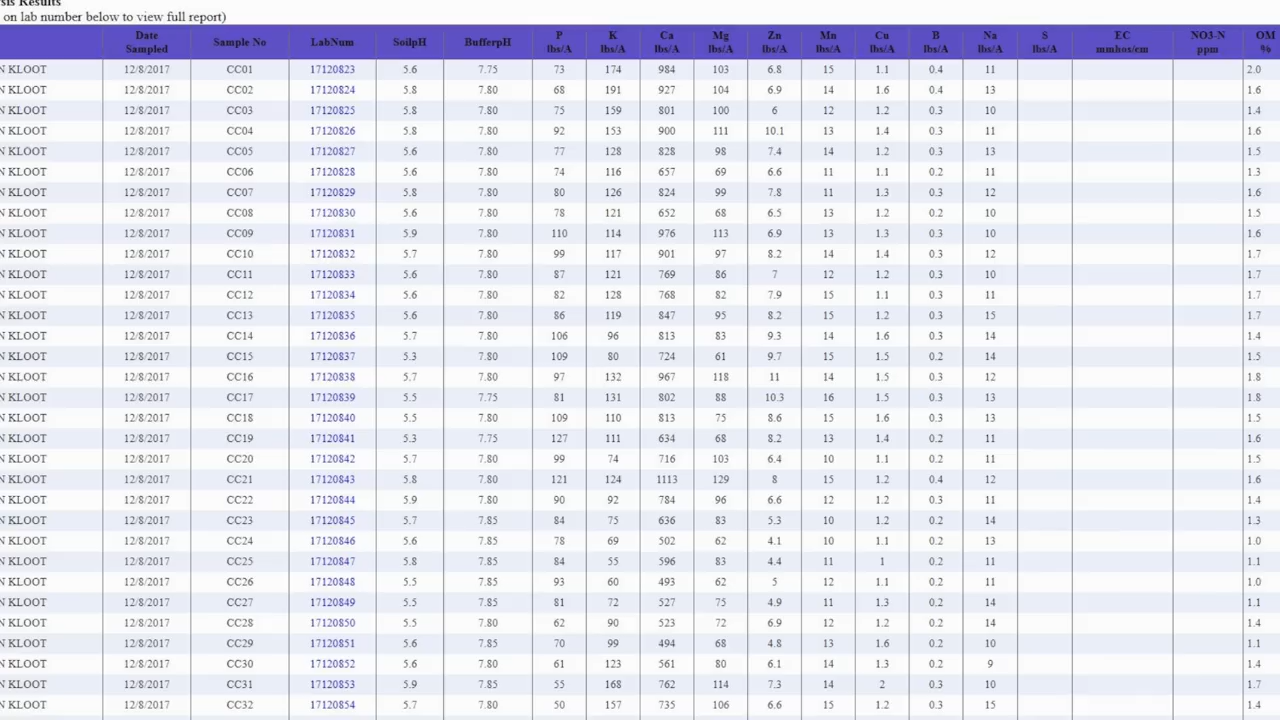 sis Results
on lab number below to view full report)
Date Sampled Sample No LabNum SoilpH BufferpH P lbs/A K lbs/A Ca lbs/A Mg lbs/A Zn lbs/A Mn lbs/A Cu lbs/A B lbs/A Na lbs/A S lbs/A EC mmhos/cm NO3-N ppm OM %
N KLOOT 12/8/2017 CC01 17120823 5.6 7.75 73 174 984 103 6.8 15 1.1 0.4 11 2.0
N KLOOT 12/8/2017 CC02 17120824 5.8 7.80 68 191 927 104 6.9 14 1.6 0.4 13 1.6
N KLOOT 12/8/2017 CC03 17120825 5.8 7.80 75 159 801 100 6 12 1.2 0.3 10 1.4
N KLOOT 12/8/2017 CC04 17120826 5.8 7.80 92 153 900 111 10.1 13 1.4 0.3 11 1.6
N KLOOT 12/8/2017 CC05 17120827 5.6 7.80 77 128 828 98 7.4 14 1.2 0.3 13 1.5
N KLOOT 12/8/2017 CC06 17120828 5.6 7.80 74 116 657 69 6.6 11 1.1 0.2 11 1.3
N KLOOT 12/8/2017 CC07 17120829 5.8 7.80 80 126 824 99 7.8 11 1.3 0.3 12 1.6
N KLOOT 12/8/2017 CC08 17120830 5.6 7.80 78 121 652 68 6.5 13 1.2 0.2 10 1.5
N KLOOT 12/8/2017 CC09 17120831 5.9 7.80 110 114 976 113 6.9 13 1.3 0.3 10 1.6
N KLOOT 12/8/2017 CC10 17120832 5.7 7.80 99 117 901 97 8.2 14 1.4 0.3 12 1.7
N KLOOT 12/8/2017 CC11 17120833 5.6 7.80 87 121 769 86 7 12 1.2 0.3 10 1.7
N KLOOT 12/8/2017 CC12 17120834 5.6 7.80 82 128 768 82 7.9 15 1.1 0.3 11 1.7
N KLOOT 12/8/2017 CC13 17120835 5.6 7.80 86 119 847 95 8.2 15 1.2 0.3 15 1.7
N KLOOT 12/8/2017 CC14 17120836 5.7 7.80 106 96 813 83 9.3 14 1.6 0.3 14 1.4
N KLOOT 12/8/2017 CC15 17120837 5.3 7.80 109 80 724 61 9.7 15 1.5 0.2 14 1.5
N KLOOT 12/8/2017 CC16 17120838 5.7 7.80 97 132 967 118 11 14 1.5 0.3 12 1.8
N KLOOT 12/8/2017 CC17 17120839 5.5 7.75 81 131 802 88 10.3 16 1.5 0.3 13 1.8
N KLOOT 12/8/2017 CC18 17120840 5.5 7.80 109 110 813 75 8.6 15 1.6 0.3 13 1.5
N KLOOT 12/8/2017 CC19 17120841 5.3 7.75 127 111 634 68 8.2 13 1.4 0.2 11 1.6
N KLOOT 12/8/2017 CC20 17120842 5.7 7.80 99 74 716 103 6.4 10 1.1 0.2 11 1.5
N KLOOT 12/8/2017 CC21 17120843 5.8 7.80 121 124 1113 129 8 15 1.2 0.4 12 1.6
N KLOOT 12/8/2017 CC22 17120844 5.9 7.80 90 92 784 96 6.6 12 1.2 0.3 11 1.4
N KLOOT 12/8/2017 CC23 17120845 5.7 7.85 84 75 636 83 5.3 10 1.2 0.2 14 1.3
N KLOOT 12/8/2017 CC24 17120846 5.6 7.80 78 69 502 62 4.1 10 1.1 0.2 13 1.0
N KLOOT 12/8/2017 CC25 17120847 5.8 7.85 84 55 596 83 4.4 11 1 0.2 11 1.1
N KLOOT 12/8/2017 CC26 17120848 5.5 7.85 93 60 493 62 5 12 1.1 0.2 11 1.0
N KLOOT 12/8/2017 CC27 17120849 5.5 7.85 81 72 527 75 4.9 11 1.3 0.2 14 1.1
N KLOOT 12/8/2017 CC28 17120850 5.5 7.80 62 90 523 72 6.9 12 1.2 0.2 14 1.4
N KLOOT 12/8/2017 CC29 17120851 5.6 7.85 70 99 494 68 4.8 13 1.6 0.2 10 1.1
N KLOOT 12/8/2017 CC30 17120852 5.6 7.80 61 123 561 80 6.1 14 1.3 0.2 9 1.4
N KLOOT 12/8/2017 CC31 17120853 5.9 7.85 55 168 762 114 7.3 14 2 0.3 10 1.7
N KLOOT 12/8/2017 CC32 17120854 5.7 7.80 50 157 735 106 6.6 15 1.2 0.3 15 1.4